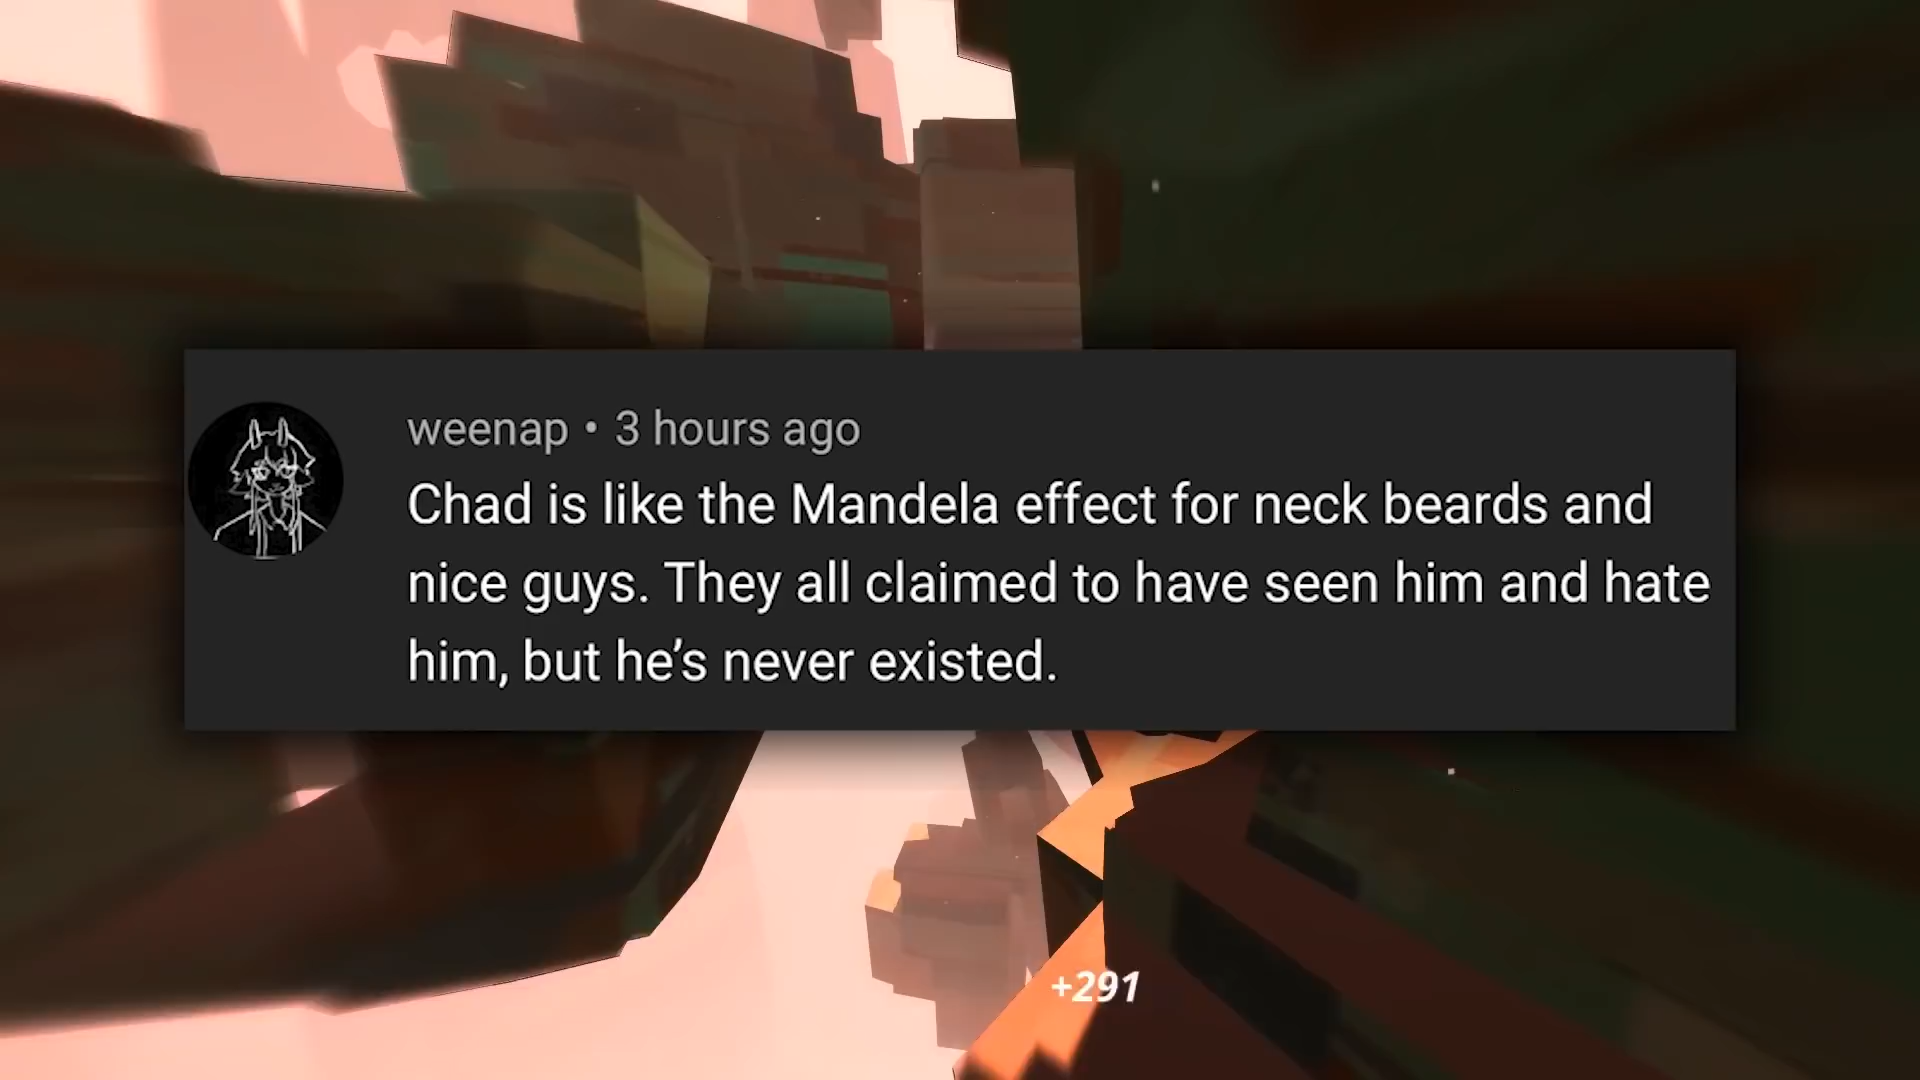 weenap • 3 hours ago
Chad is like the Mandela effect for neck beards and
nice guys. They all claimed to have seen him and hate
him, but he’s never existed.
+291